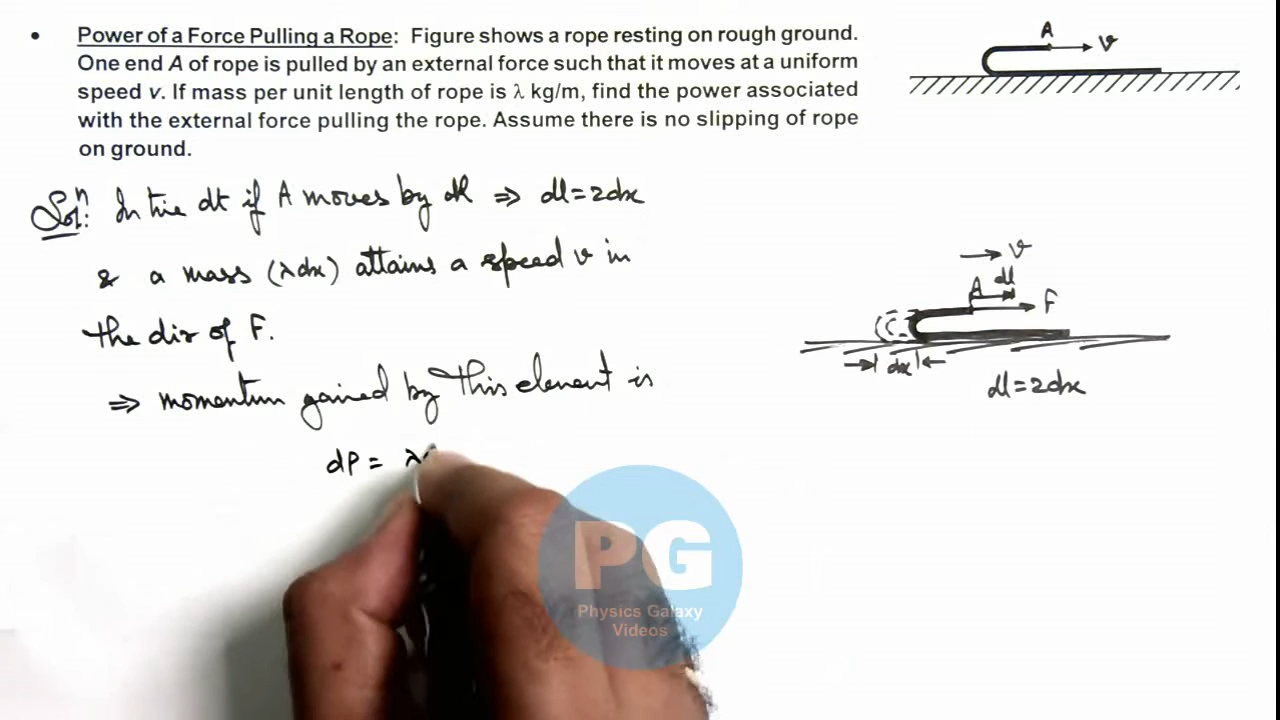 • Power of a Force Pulling a Rope: Figure shows a rope resting on rough ground.
One end A of rope is pulled by an external force such that it moves at a uniform
speed v. If mass per unit length of rope is λ kg/m, find the power associated
with the external force pulling the rope. Assume there is no slipping of rope
on ground.
A
v
Solⁿ: In time dt if A moves by dl ⇒ dl = 2dx
& a mass (λdx) attains a speed v in
the dir of F.
⇒ momentum gained by this element is
dP = λ
v
A dl
F
dx
dl = 2dx
PG
Physics Galaxy
Videos